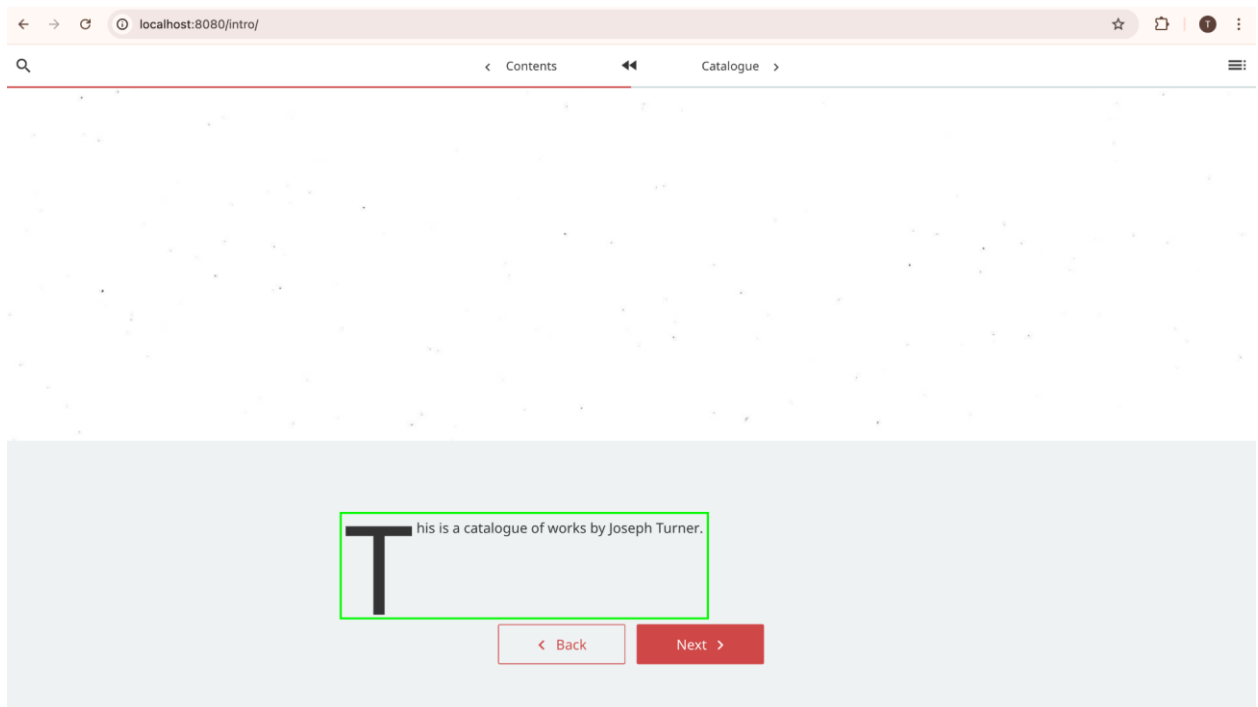 localhost:8080/intro/
T
Contents
Catalogue
This is a catalogue of works by Joseph Turner.
Back
Next